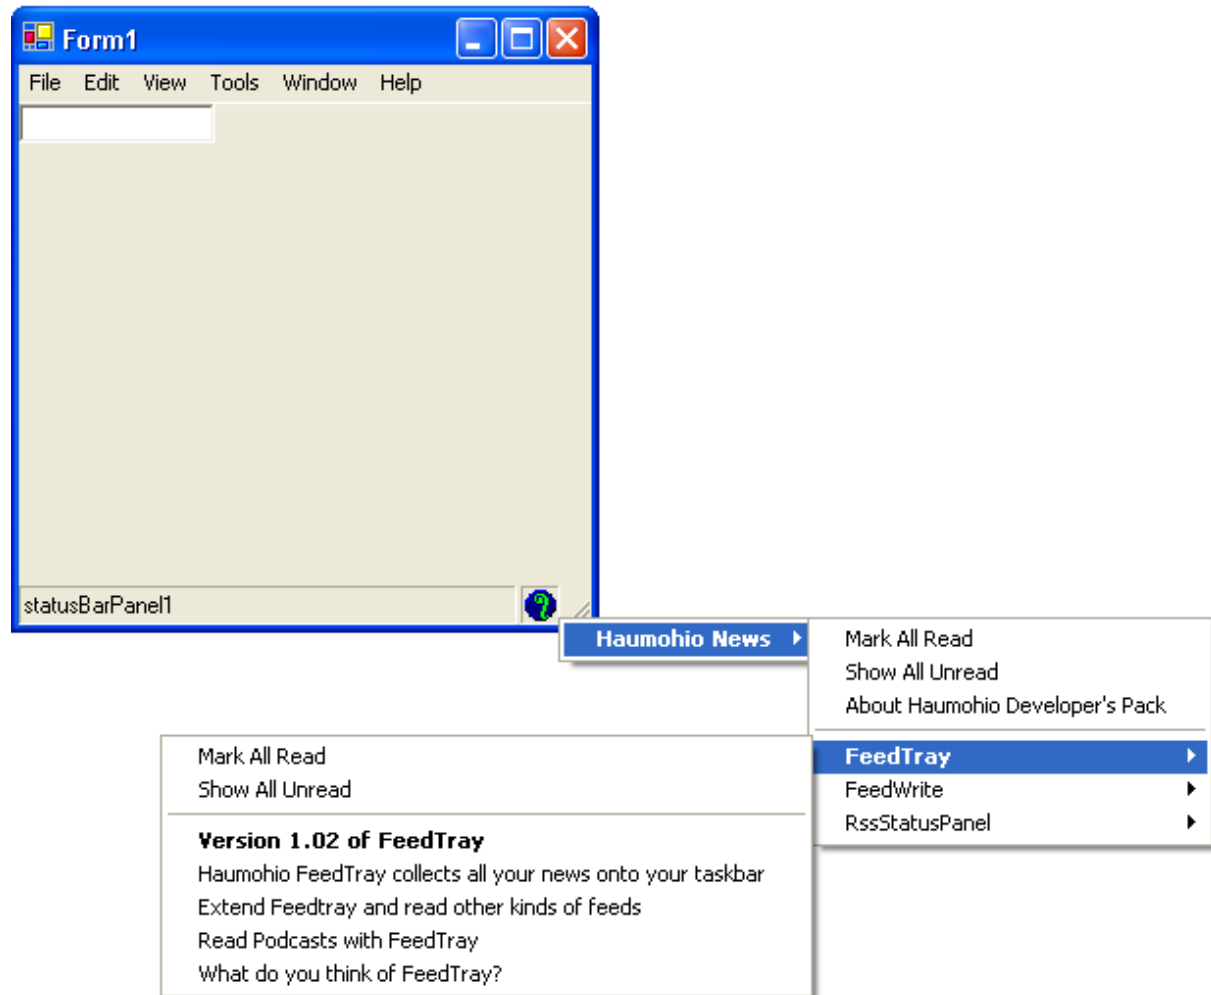 Form1
File Edit View Tools Window Help
statusBarPanel1
Haumohio News
Mark All Read
Show All Unread
About Haumohio Developer's Pack
FeedTray
FeedWrite
RssStatusPanel
Mark All Read
Show All Unread
Version 1.02 of FeedTray
Haumohio FeedTray collects all your news onto your taskbar
Extend Feedtray and read other kinds of feeds
Read Podcasts with FeedTray
What do you think of FeedTray?